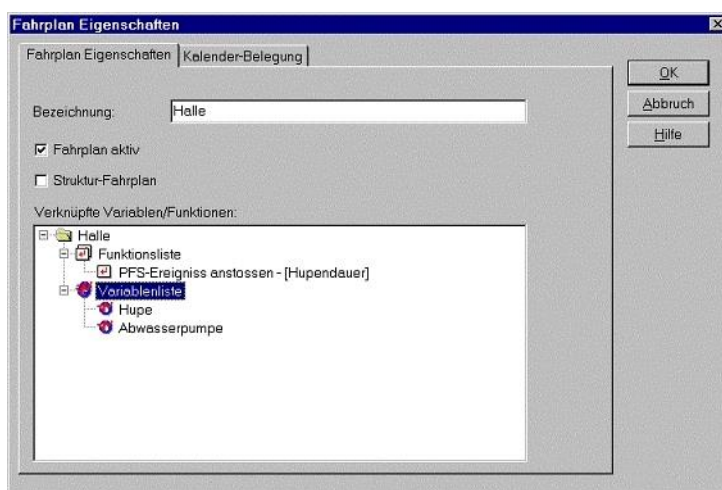 Fahrplan Eigenschaften
Fahrplan Eigenschaften Kalender-Belegung
OK
Abbruch
Hilfe
Bezeichnung: Halle
Fahrplan aktiv
Struktur-Fahrplan
Verknüpfte Variablen/Funktionen:
Halle
Funktionsliste
PFS-Ereigniss anstossen - [Hupendauer]
Variablenliste
Hupe
Abwasserpumpe